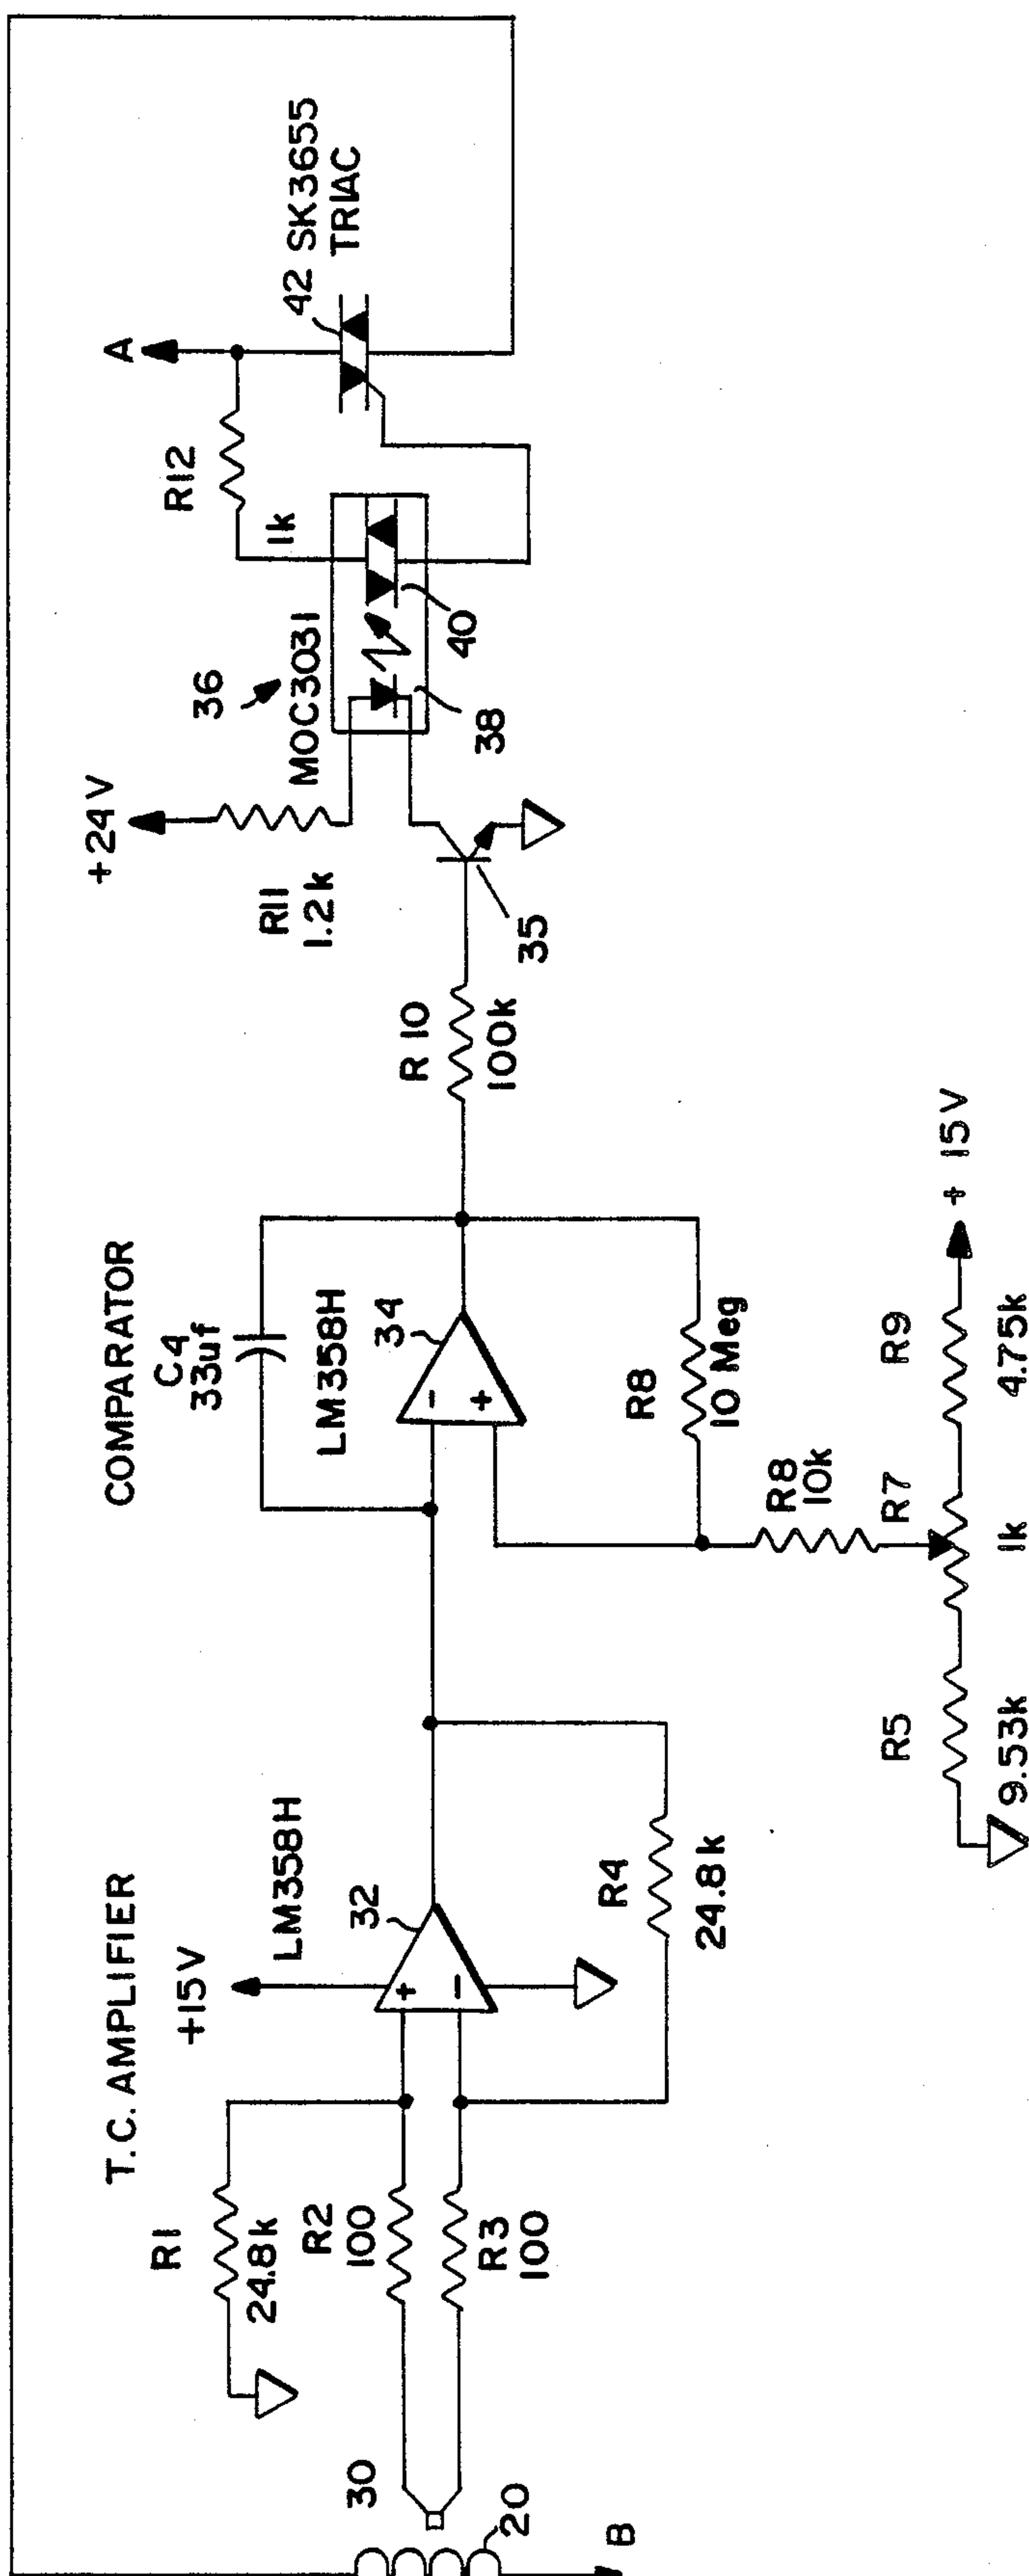 T.C. AMPLIFIER
COMPARATOR
+15V
LM358H
32
R1
24.8k
R2
100
R3
100
30
20
B
R4
24.8k
C4
33uf
LM358H
34
+
−
−
+
R8
10 Meg
R8
10k
R7
1k
R5
9.53k
R9
4.75k
+ 15V
R 10
100k
35
+24V
R11
1.2k
36
MOC3031
38
40
R12
1k
A
42 SK3655
TRIAC